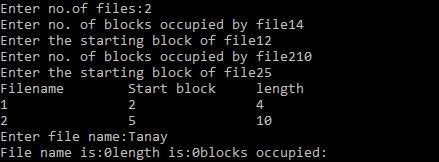 Enter no.of files:2
Enter no. of blocks occupied by file14
Enter the starting block of file12
Enter no. of blocks occupied by file210
Enter the starting block of file25
Filename Start block length
1 2 4
2 5 10
Enter file name:Tanay
File name is:0length is:0blocks occupied: